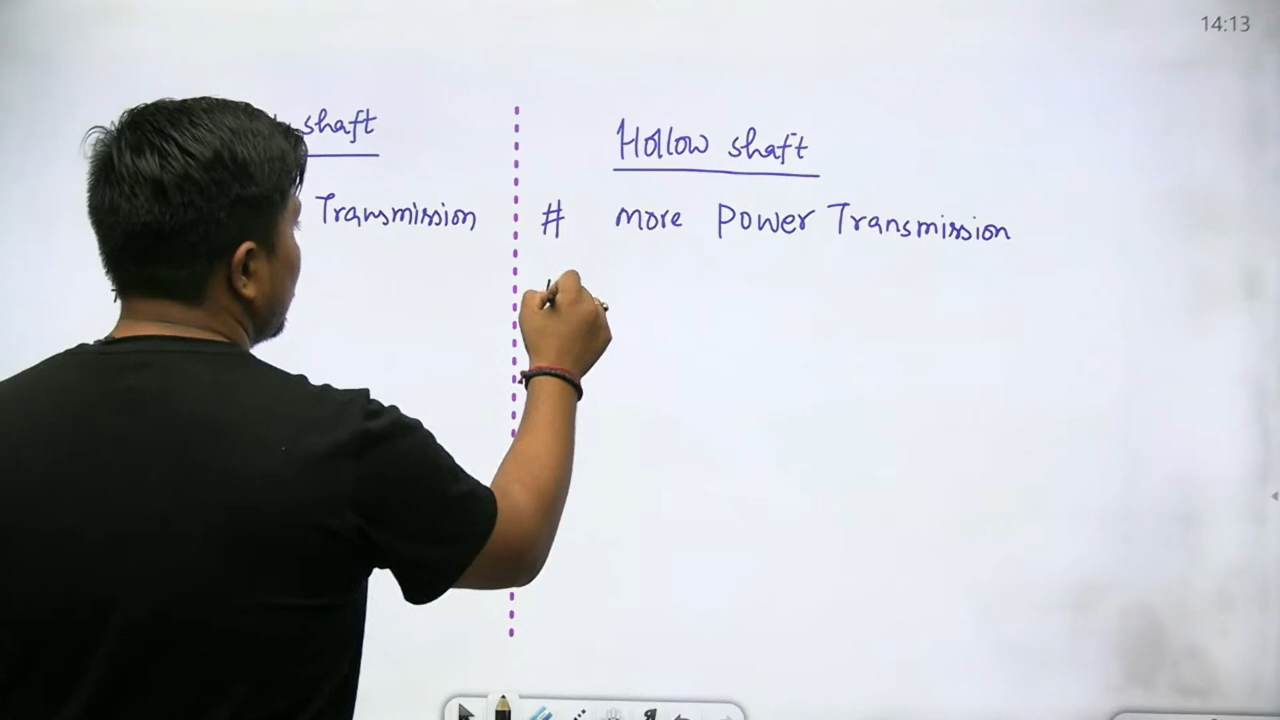 14:13
shaft
Hollow shaft
Transmission
# more Power Transmission